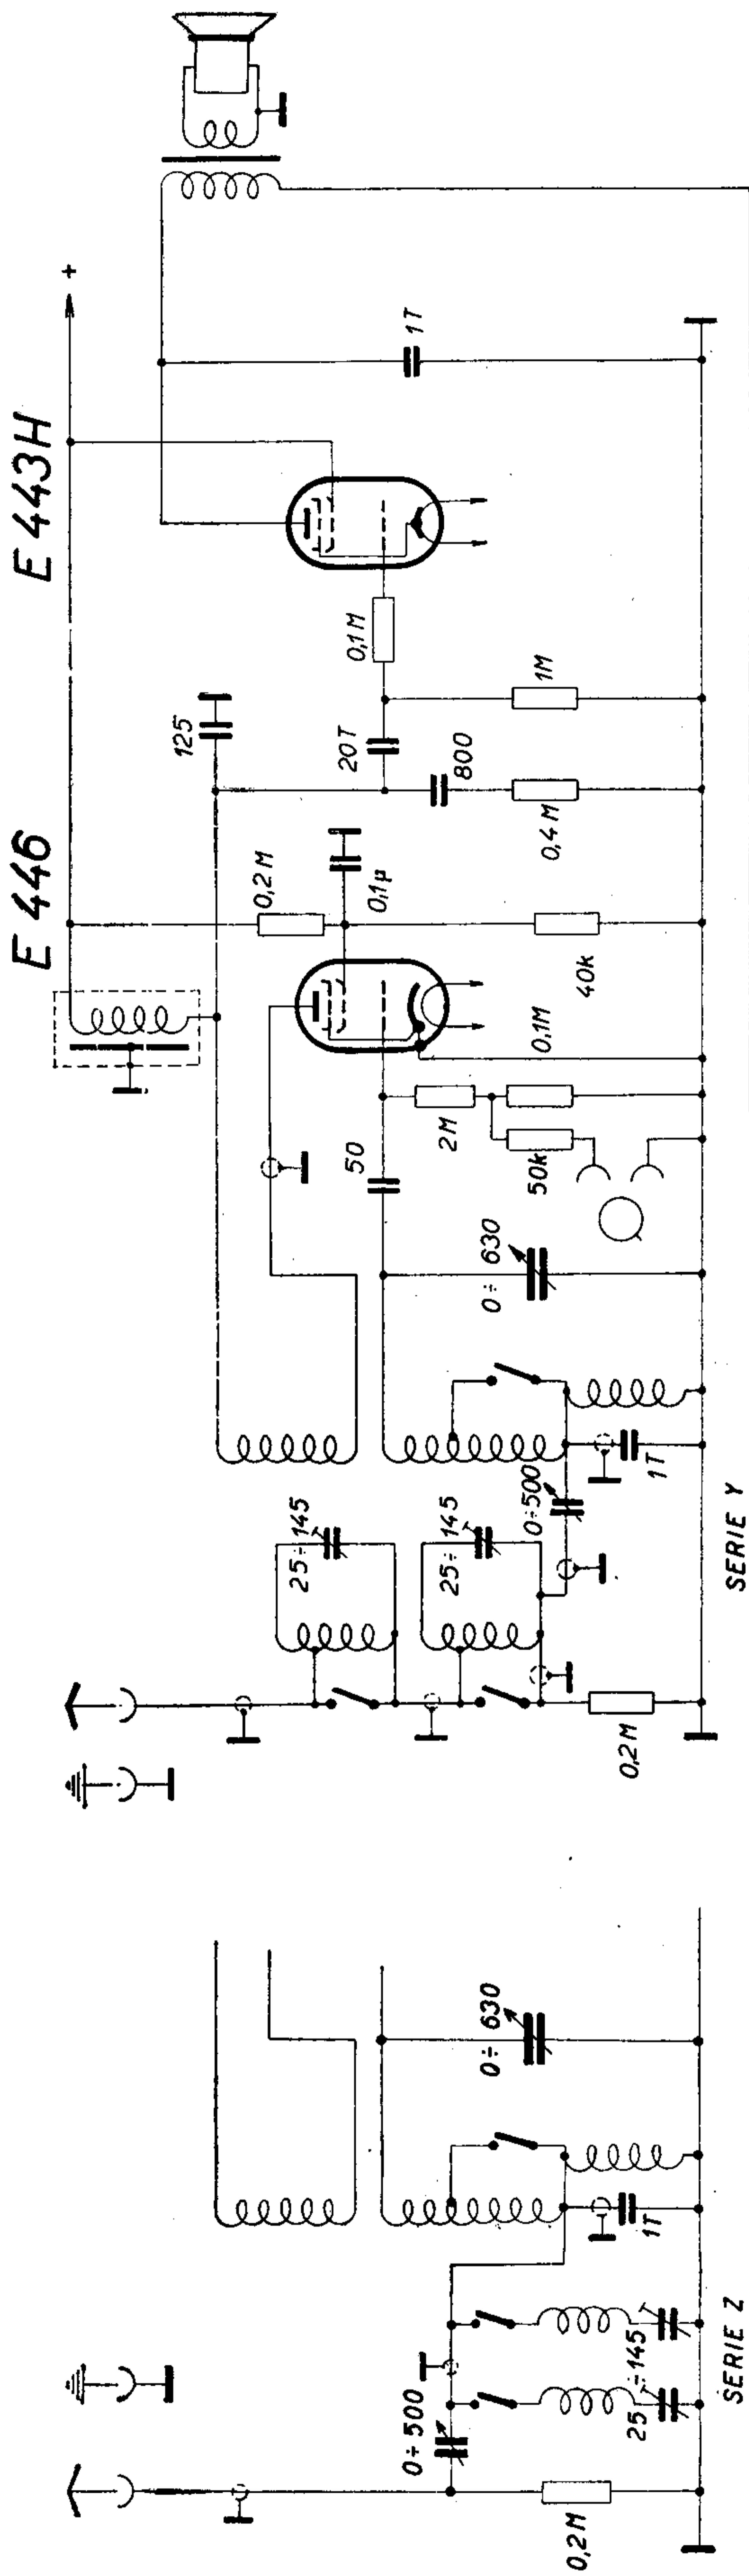 E 446
E 443H
+
125
0,2M
0,1µ
20T
0,1M
800
1T
50
2M
50k
0,1M
40k
0,4M
1M
0÷ 630
25÷145
25÷145
0÷500
1T
0,2M
SERIE Y
0÷ 630
0÷500
25÷145
1T
0,2M
SERIE Z